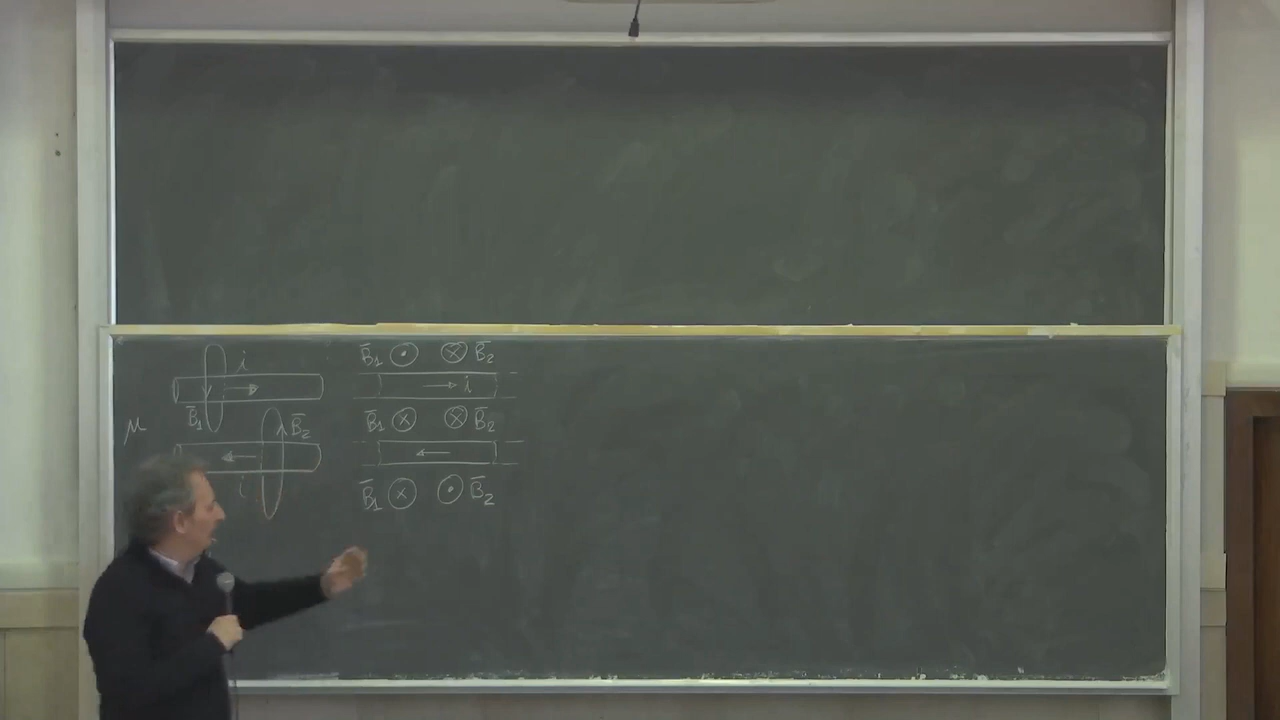 i
B̅₁
μ
B̅₂
i
B̅₁ ⊙ ⊗ B̅₂
→ i
B̅₁ ⊗ ⊗ B̅₂
←
B̅₁ ⊗ ⊙ B̅₂